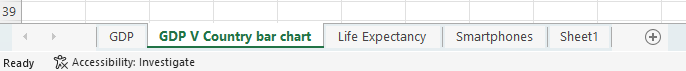 39
GDP GDP V Country bar chart Life Expectancy Smartphones Sheet1
Ready Accessibility: Investigate